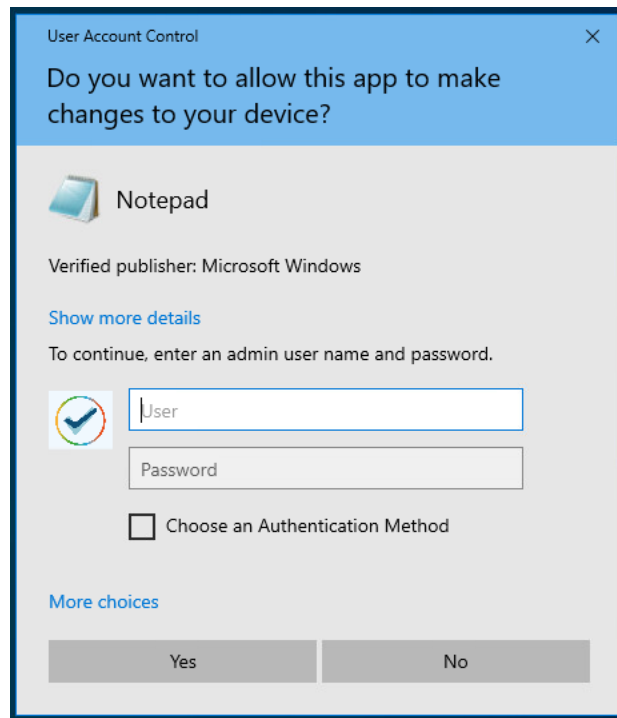 User Account Control
Do you want to allow this app to make
changes to your device?
Notepad
Verified publisher: Microsoft Windows
Show more details
To continue, enter an admin user name and password.
User
Password
Choose an Authentication Method
More choices
Yes
No